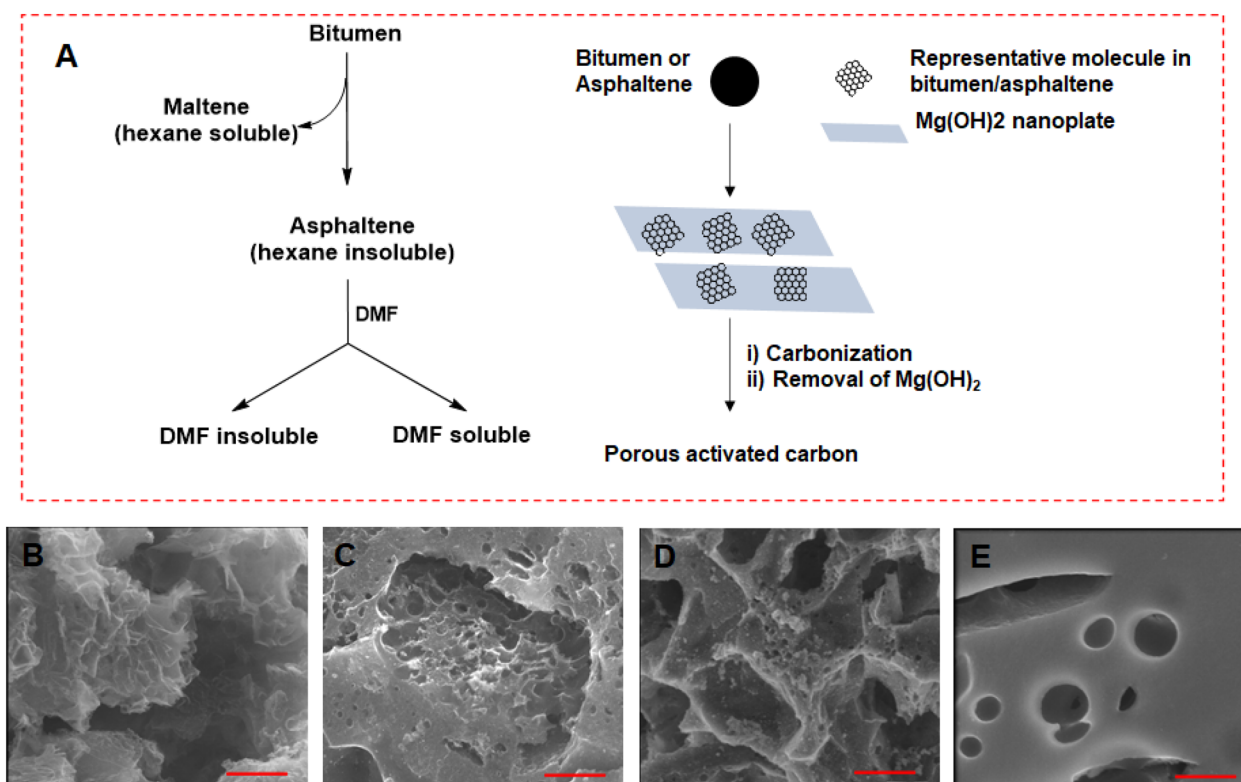 A
Bitumen
Maltene
(hexane soluble)
Asphaltene
(hexane insoluble)
DMF
DMF insoluble
DMF soluble
Bitumen or
Asphaltene
Representative molecule in
bitumen/asphaltene
Mg(OH)2 nanoplate
i) Carbonization
ii) Removal of Mg(OH)₂
Porous activated carbon
B
C
D
E